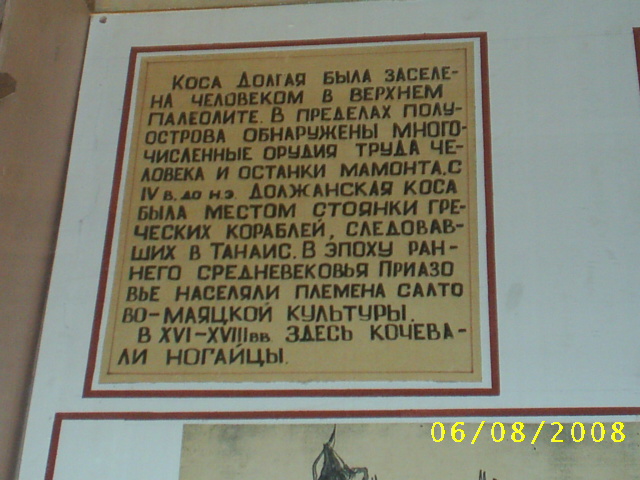 Коса Долгая была заселе-
на человеком в верхнем
палеолите. В пределах полу-
острова обнаружены много-
численные орудия труда че-
ловека и останки мамонта. С
IV в. до н.э. Должанская коса
была местом стоянки гре-
ческих кораблей, следовав-
ших в Танаис. В эпоху ран-
него средневековья Приазо
вье населяли племена салто
во-маяцкой культуры.
В XVI-XVIII вв. здесь кочева-
ли ногайцы.
06/08/2008